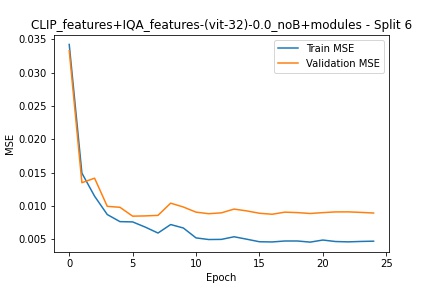 CLIP_features+IQA_features-(vit-32)-0.0_noB+modules - Split 6
0.035
0.030
0.025
0.020
0.015
0.010
0.005
MSE
Train MSE
Validation MSE
0 5 10 15 20 25
Epoch